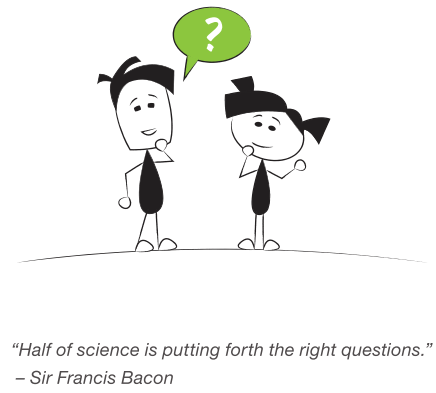 ?
“Half of science is putting forth the right questions.”
– Sir Francis Bacon